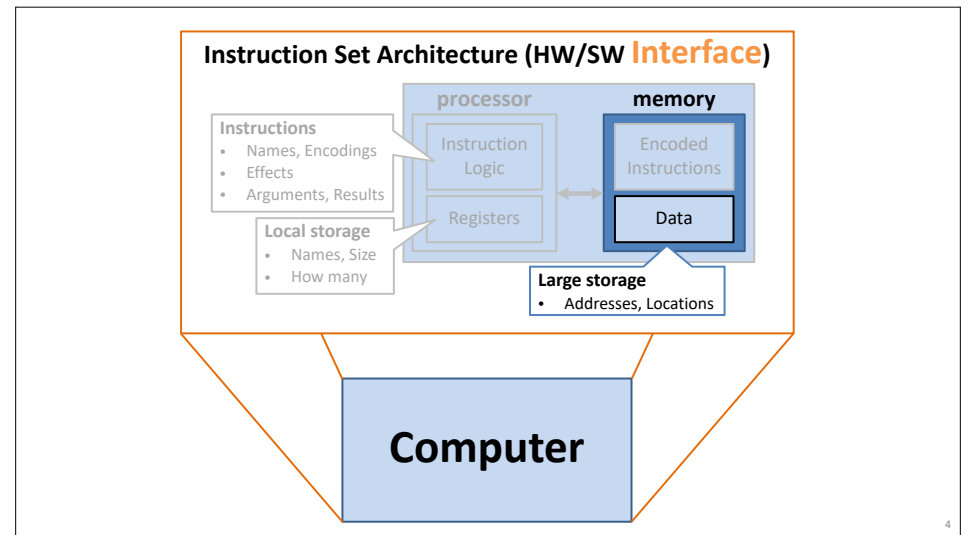 Instruction Set Architecture (HW/SW Interface)
processor
memory
Instructions
• Names, Encodings
• Effects
• Arguments, Results
Instruction
Logic
Encoded
Instructions
Registers
Data
Local storage
• Names, Size
• How many
Large storage
• Addresses, Locations
Computer
4